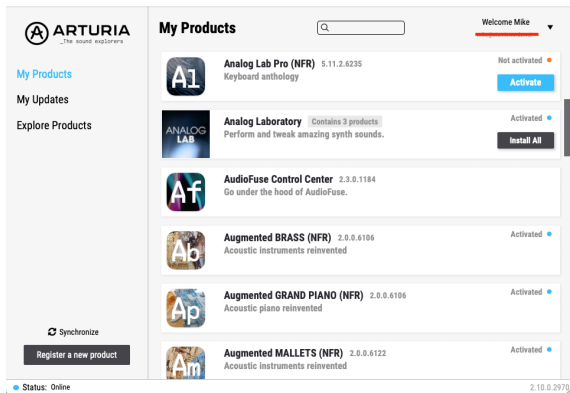 ARTURIA
_The sound explorers
My Products
My Updates
Explore Products
Synchronize
Register a new product
Status: Online
My Products
Welcome Mike
Al
Analog Lab Pro (NFR) 5.11.2.6235
Keyboard anthology
Not activated
Activate
ANALOG
LAB
Analog Laboratory Contains 3 products
Perform and tweak amazing synth sounds.
Activated
Install All
Af
AudioFuse Control Center 2.3.0.1184
Go under the hood of AudioFuse.
Ab
Augmented BRASS (NFR) 2.0.0.6106
Acoustic instruments reinvented
Activated
Ap
Augmented GRAND PIANO (NFR) 2.0.0.6106
Acoustic piano reinvented
Activated
Am
Augmented MALLETS (NFR) 2.0.0.6122
Acoustic instruments reinvented
Activated
2.10.0.2970